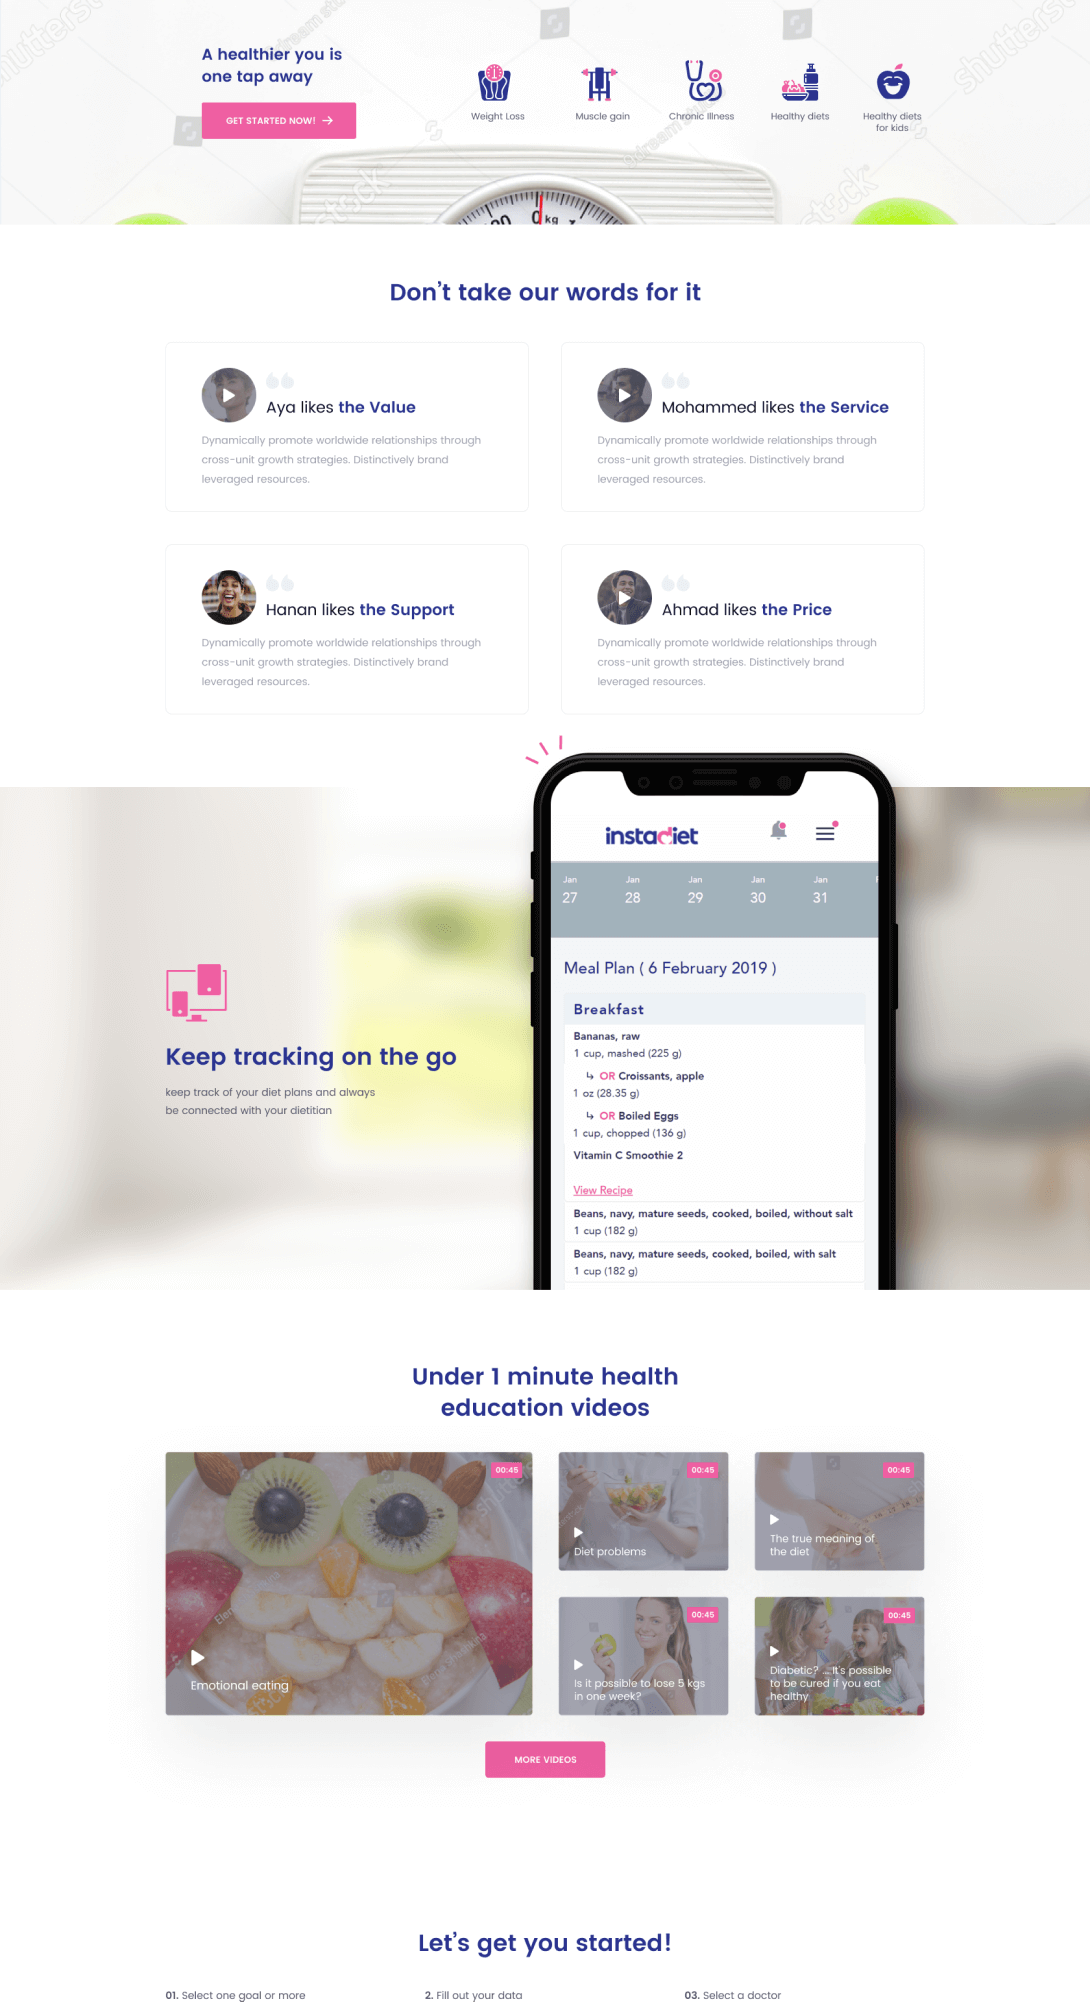 A healthier you is
one tap away
GET STARTED NOW!
Weight Loss
Muscle gain
Chronic Illness
Healthy diets
Healthy diets
for kids
shutterstock
0 kg
Don't take our words for it
Aya likes the Value
Dynamically promote worldwide relationships through
cross-unit growth strategies. Distinctively brand
leveraged resources.
Mohammed likes the Service
Dynamically promote worldwide relationships through
cross-unit growth strategies. Distinctively brand
leveraged resources.
Hanan likes the Support
Dynamically promote worldwide relationships through
cross-unit growth strategies. Distinctively brand
leveraged resources.
Ahmad likes the Price
Dynamically promote worldwide relationships through
cross-unit growth strategies. Distinctively brand
leveraged resources.
instadiet
Jan Jan Jan Jan Jan
27 28 29 30 31
Meal Plan ( 6 February 2019 )
Breakfast
Bananas, raw
1 cup, mashed (225 g)
↳ OR Croissants, apple
1 oz (28.35 g)
↳ OR Boiled Eggs
1 cup, chopped (136 g)
Vitamin C Smoothie 2
View Recipe
Beans, navy, mature seeds, cooked, boiled, without salt
1 cup (182 g)
Beans, navy, mature seeds, cooked, boiled, with salt
1 cup (182 g)
Keep tracking on the go
keep track of your diet plans and always
be connected with your dietitian
Under 1 minute health
education videos
00:45
Emotional eating
00:45
Diet problems
00:45
The true meaning of
the diet
00:45
Is it possible to lose 5 kgs
in one week?
00:45
Diabetic? ... It's possible
to be cured if you eat
healthy
MORE VIDEOS
Let's get you started!
01. Select one goal or more
2. Fill out your data
03. Select a doctor